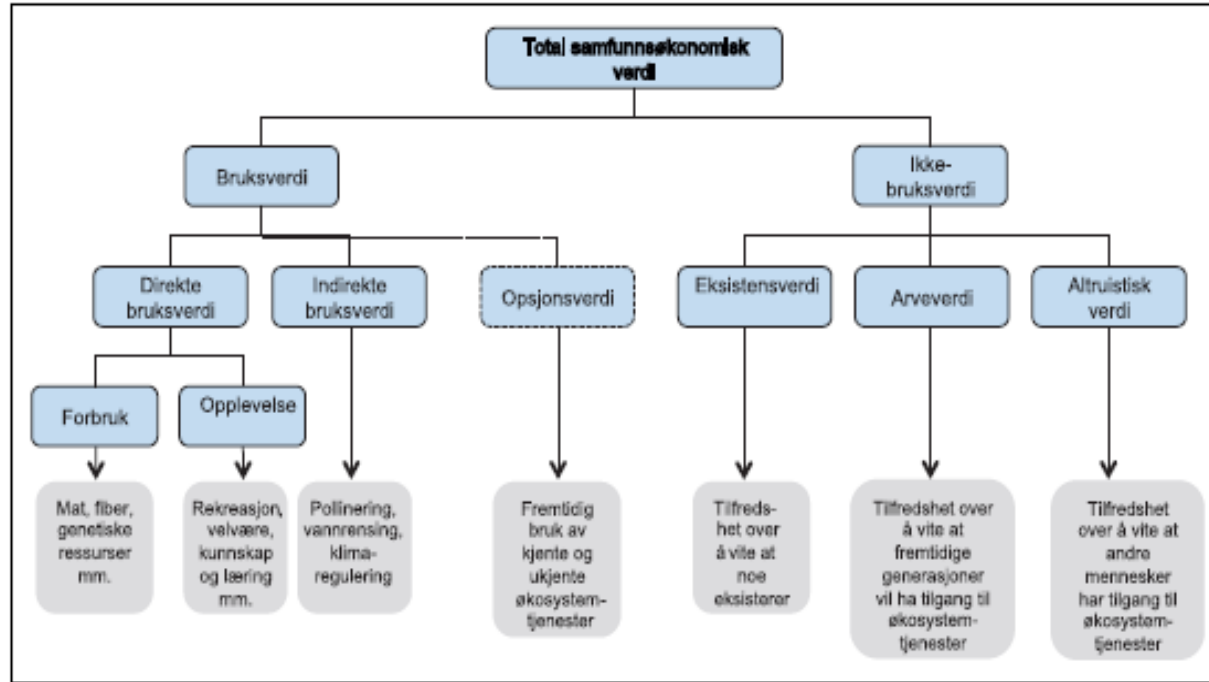 Total samfunnsøkonomisk
verdi
Bruksverdi
Ikke-
bruksverdi
Direkte
bruksverdi
Indirekte
bruksverdi
Opsjonsverdi
Eksistensverdi
Arveverdi
Altruistisk
verdi
Forbruk
Opplevelse
Mat, fiber,
genetiske
ressurser
mm.
Rekreasjon,
velvære,
kunnskap
og læring
mm.
Pollinering,
vannrensing,
klima-
regulering
Fremtidig
bruk av
kjente og
ukjente
økosystem-
tjenester
Tilfreds-
het over
å vite at
noe
eksisterer
Tilfredshet over
å vite at
fremtidige
generasjoner
vil ha tilgang til
økosystem-
tjenester
Tilfredshet
over å vite at
andre
mennesker
har tilgang til
økosystem-
tjenester